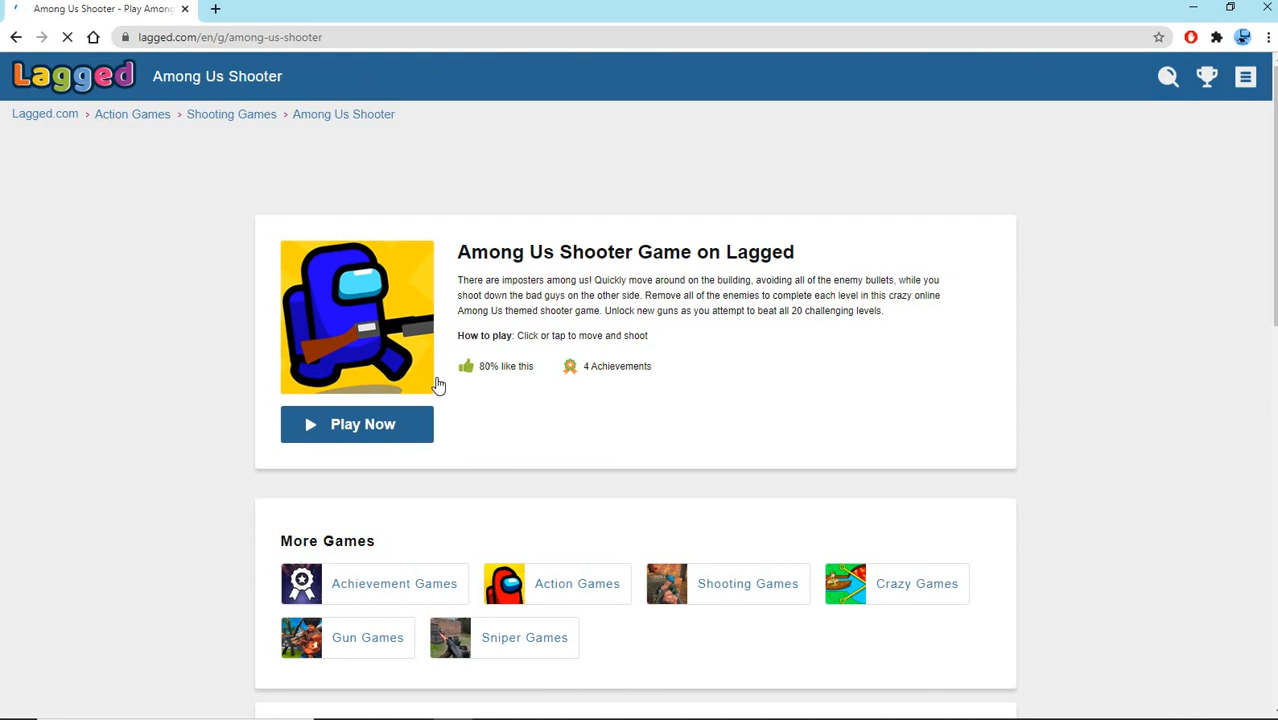 Among Us Shooter - Play Among
lagged.com/en/g/among-us-shooter
Lagged Among Us Shooter
Lagged.com › Action Games › Shooting Games › Among Us Shooter
Among Us Shooter Game on Lagged
There are imposters among us! Quickly move around on the building, avoiding all of the enemy bullets, while you
shoot down the bad guys on the other side. Remove all of the enemies to complete each level in this crazy online
Among Us themed shooter game. Unlock new guns as you attempt to beat all 20 challenging levels.
How to play: Click or tap to move and shoot
80% like this 4 Achievements
Play Now
More Games
Achievement Games Action Games Shooting Games Crazy Games
Gun Games Sniper Games